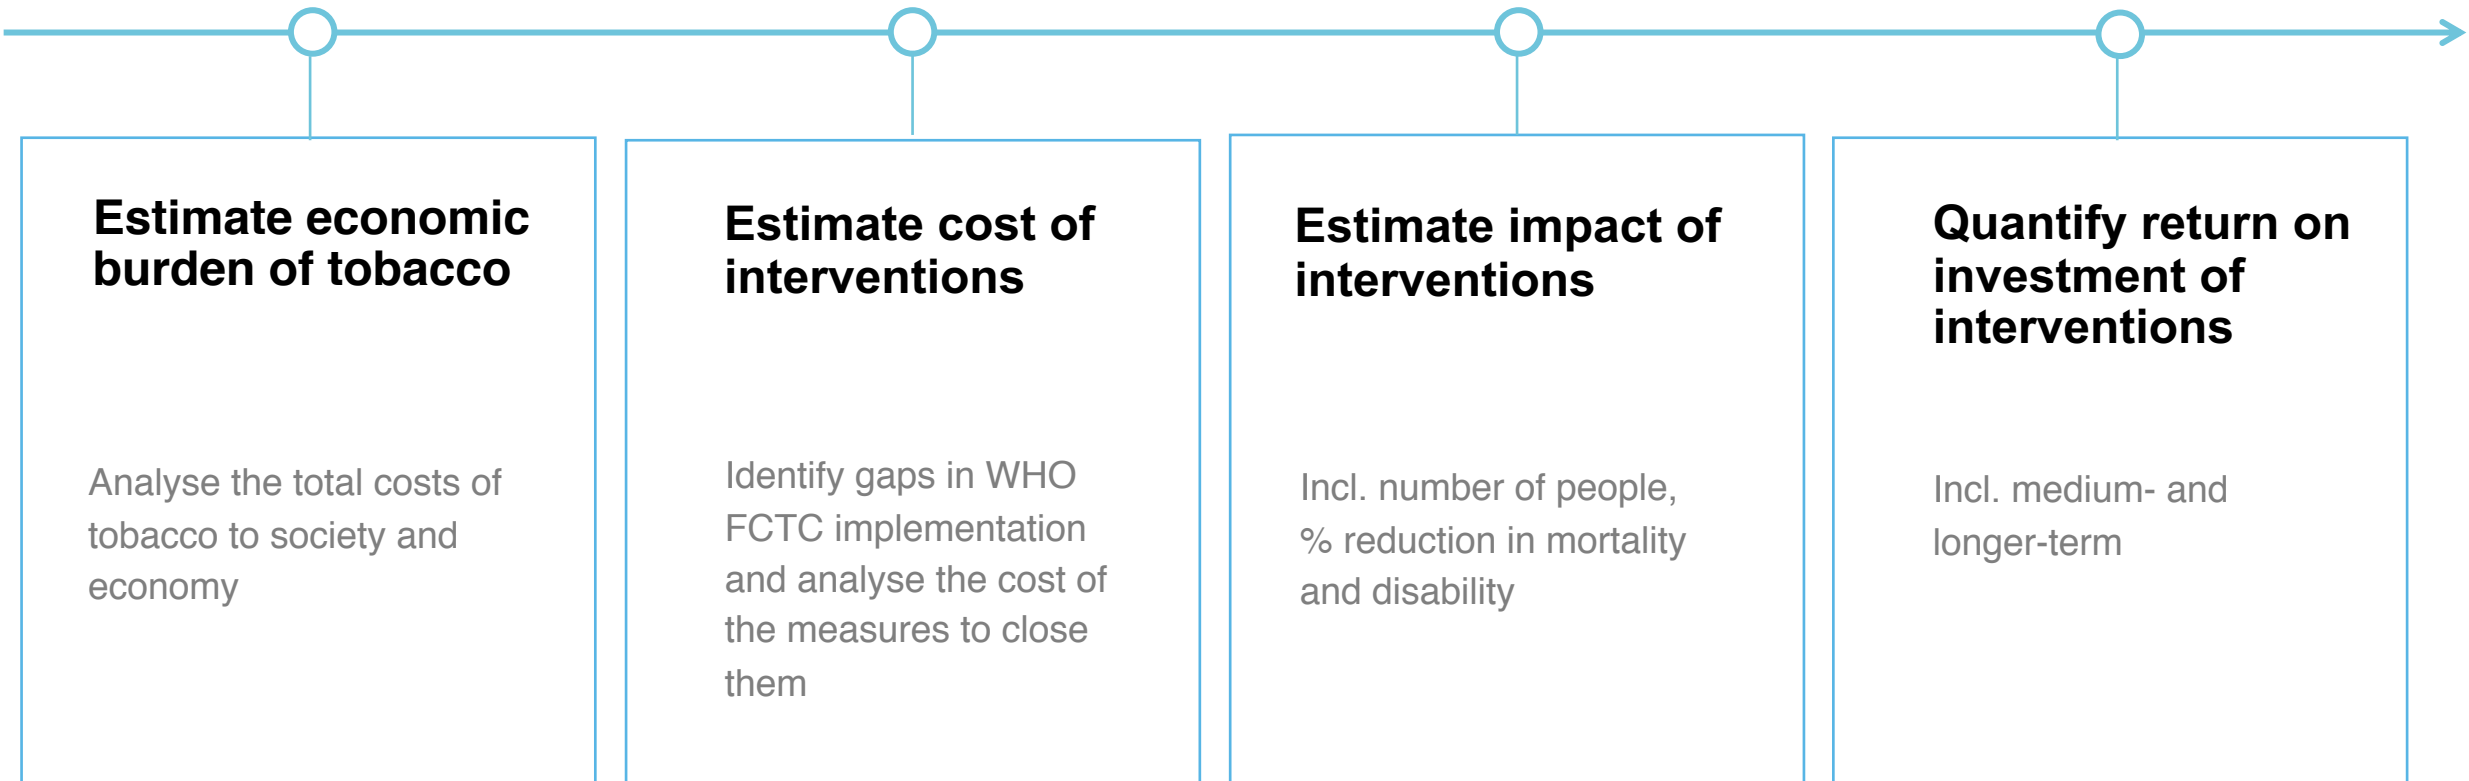 Estimate economic
burden of tobacco
Analyse the total costs of
tobacco to society and
economy
Estimate cost of
interventions
Identify gaps in WHO
FCTC implementation
and analyse the cost of
the measures to close
them
Estimate impact of
interventions
Incl. number of people,
% reduction in mortality
and disability
Quantify return on
investment of
interventions
Incl. medium- and
longer-term